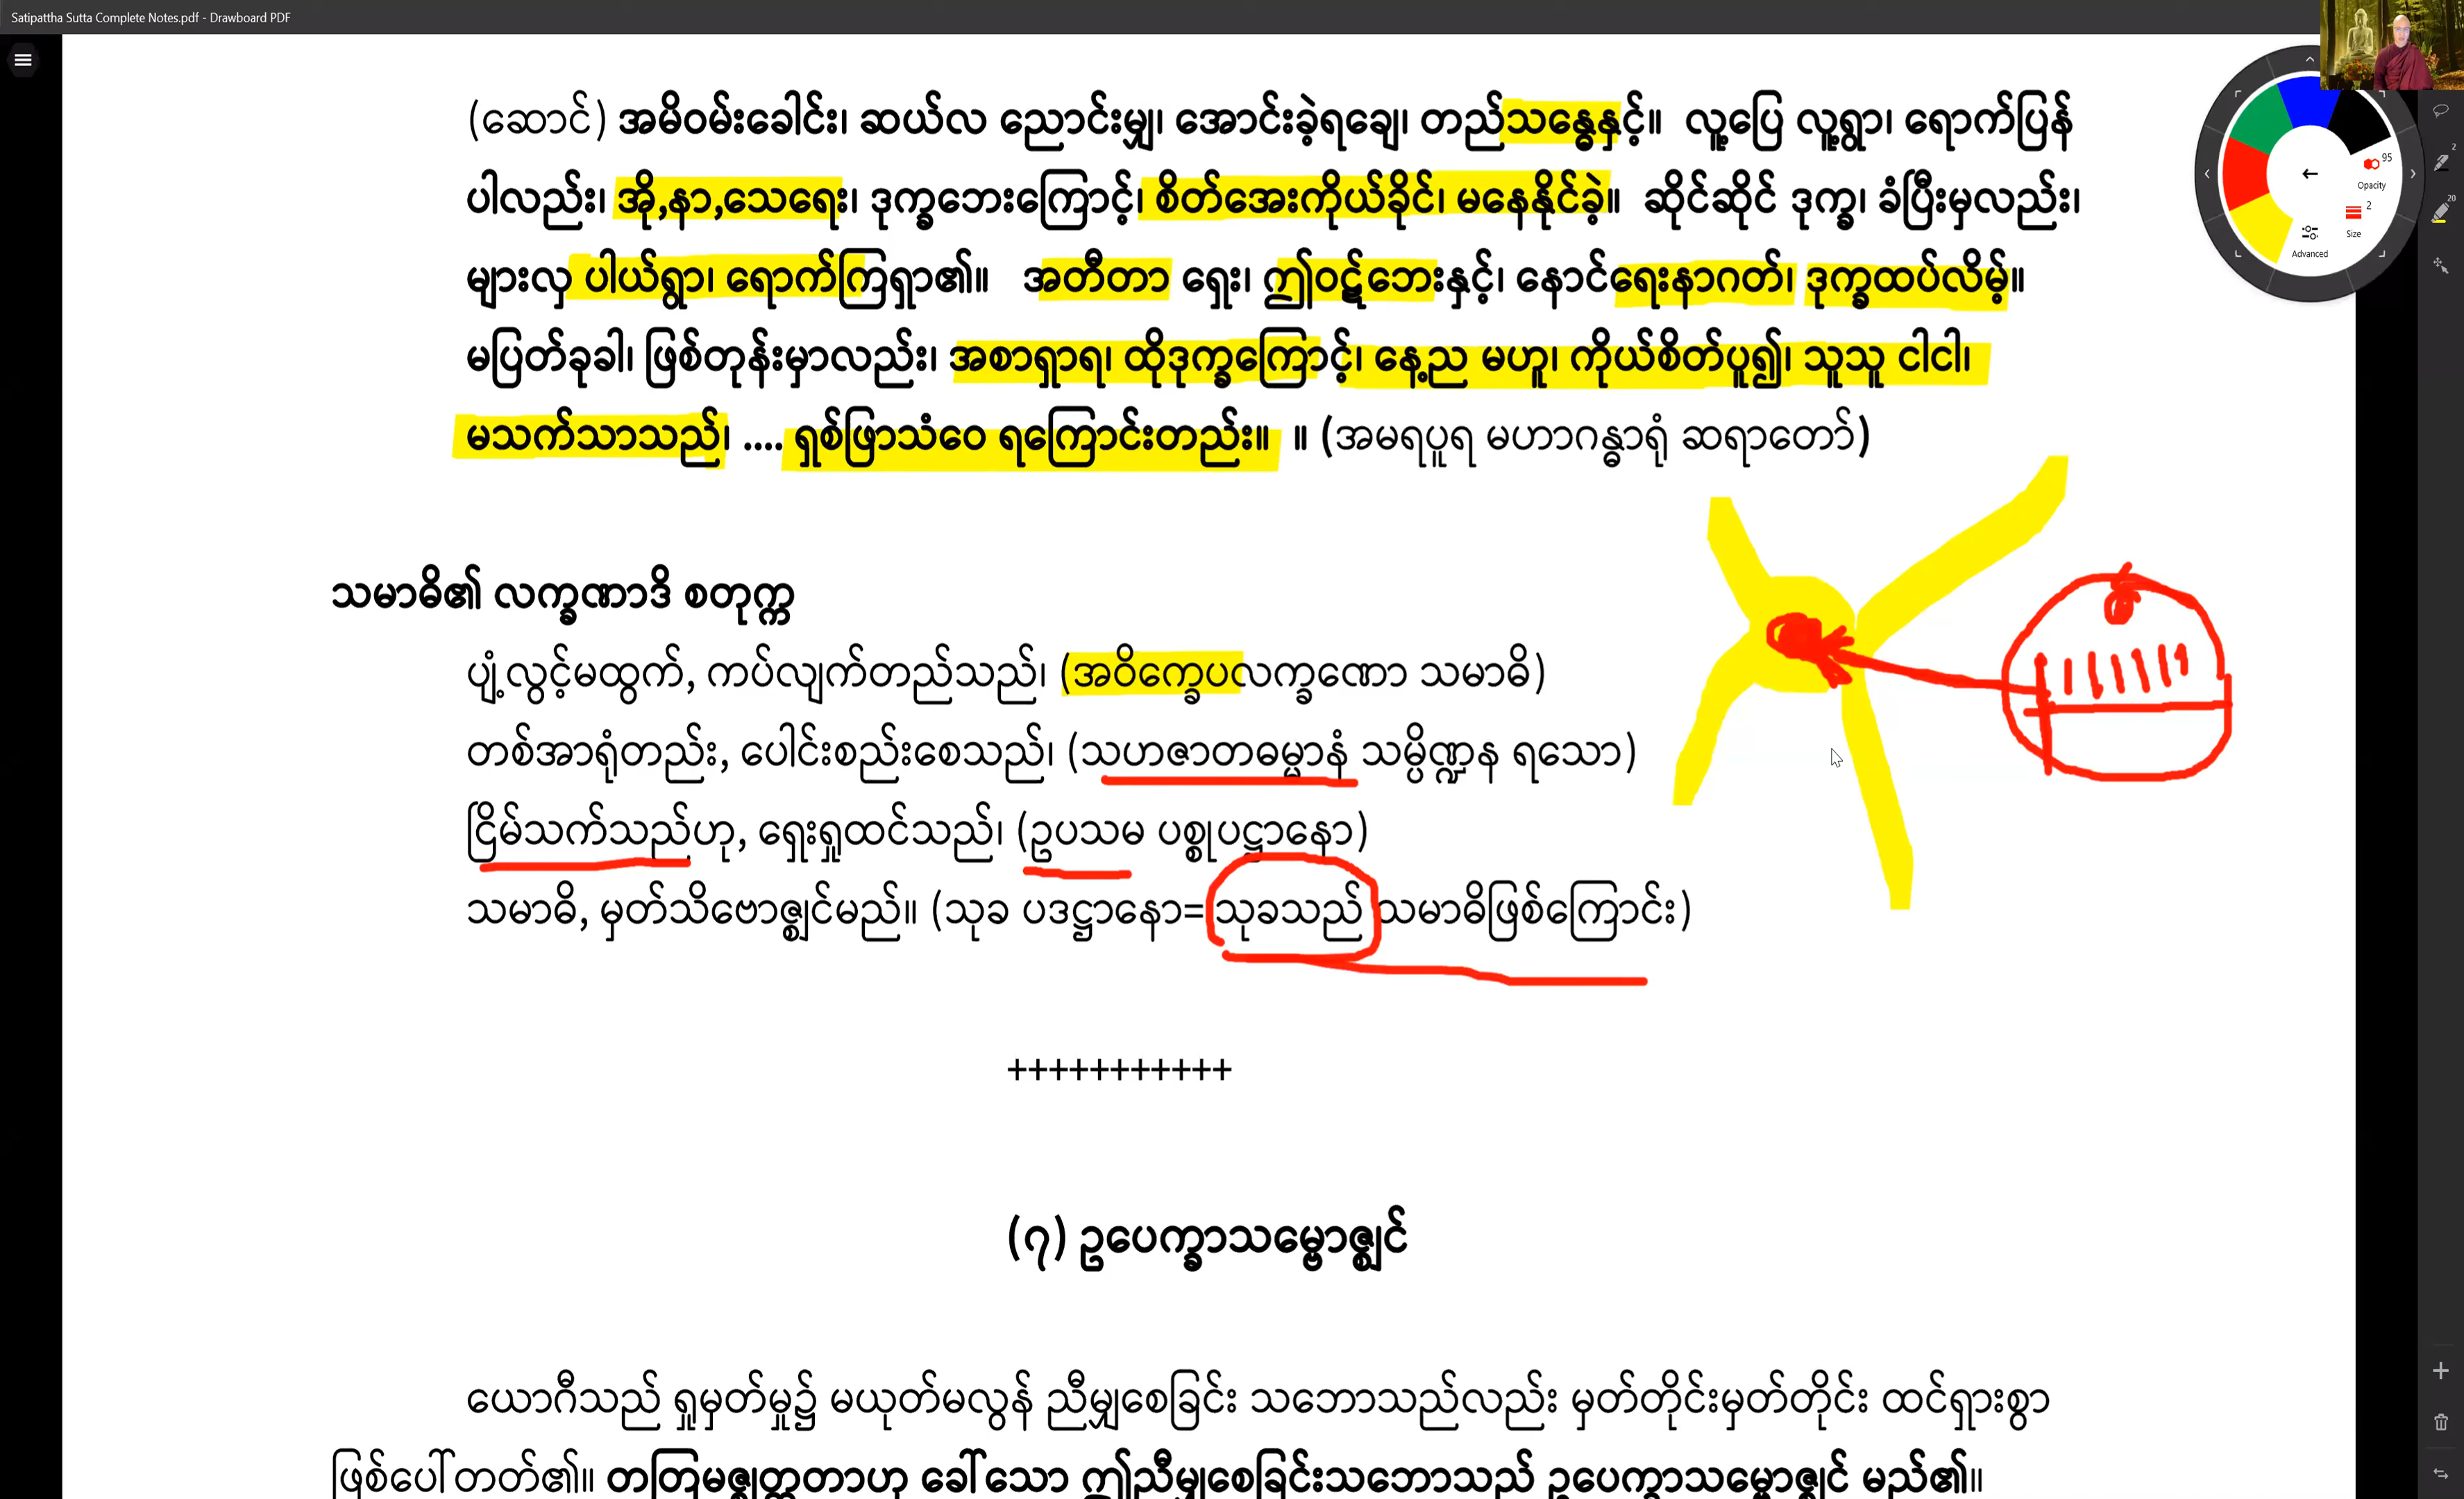 Satipattha Sutta Complete Notes.pdf - Drawboard PDF
(ဆောင်) အမိဝမ်းခေါင်း၊ ဆယ်လ ညောင်းမျှ၊ အောင်းခဲ့ရချေ၊ တည်သန္ဓေနှင့်။ လူ့ပြေ လူ့ရွာ၊ ရောက်ပြန်
ပါလည်း၊ အို,နာ,သေရေး၊ ဒုက္ခဘေးကြောင့်၊ စိတ်အေးကိုယ်ခိုင်၊ မနေနိုင်ခဲ့။ ဆိုင်ဆိုင် ဒုက္ခ၊ ခံပြီးမှလည်း၊
များလှ ပါယ်ရွာ၊ ရောက်ကြရှာ၏။ အတီတာ ရှေး၊ ဤဝဋ်ဘေးနှင့်၊ နောင်ရေးနာဂတ်၊ ဒုက္ခထပ်လိမ့်။
မပြတ်ခုခါ၊ ဖြစ်တုန်းမှာလည်း၊ အစာရှာရ၊ ထိုဒုက္ခကြောင့်၊ နေ့ည မဟူ၊ ကိုယ်စိတ်ပူ၍၊ သူသူ ငါငါ၊
မသက်သာသည်၊ .... ရှစ်ဖြာသံဝေ ရကြောင်းတည်း။ ။ (အမရပူရ မဟာဂန္ဓာရုံ ဆရာတော်)
သမာဓိ၏ လက္ခဏာဒိ စတုက္က
ပျံ့လွင့်မထွက်, ကပ်လျက်တည်သည်၊ (အဝိက္ခေပလက္ခဏော သမာဓိ)
တစ်အာရုံတည်း, ပေါင်းစည်းစေသည်၊ (သဟဇာတဓမ္မာနံ သမ္ပိဏ္ဍန ရသော)
ငြိမ်သက်သည်ဟု, ရှေးရှုထင်သည်၊ (ဥပသမ ပစ္စုပဋ္ဌာနော)
သမာဓိ, မှတ်သိဗောဇ္ဈင်မည်။ (သုခ ပဒဋ္ဌာနော=သုခသည် သမာဓိဖြစ်ကြောင်း)
+++++++++++
(၇) ဥပေက္ခာသမ္ဗောဇ္ဈင်
ယောဂီသည် ရှုမှတ်မှု၌ မယုတ်မလွန် ညီမျှစေခြင်း သဘောသည်လည်း မှတ်တိုင်းမှတ်တိုင်း ထင်ရှားစွာ
ဖြစ်ပေါ်တတ်၏။ တတြမဇ္ဈတ္တတာဟု ခေါ်သော ဤညီမျှစေခြင်းသဘောသည် ဥပေက္ခာသမ္ဗောဇ္ဈင် မည်၏။
95
Opacity
2
Size
Advanced
2
20